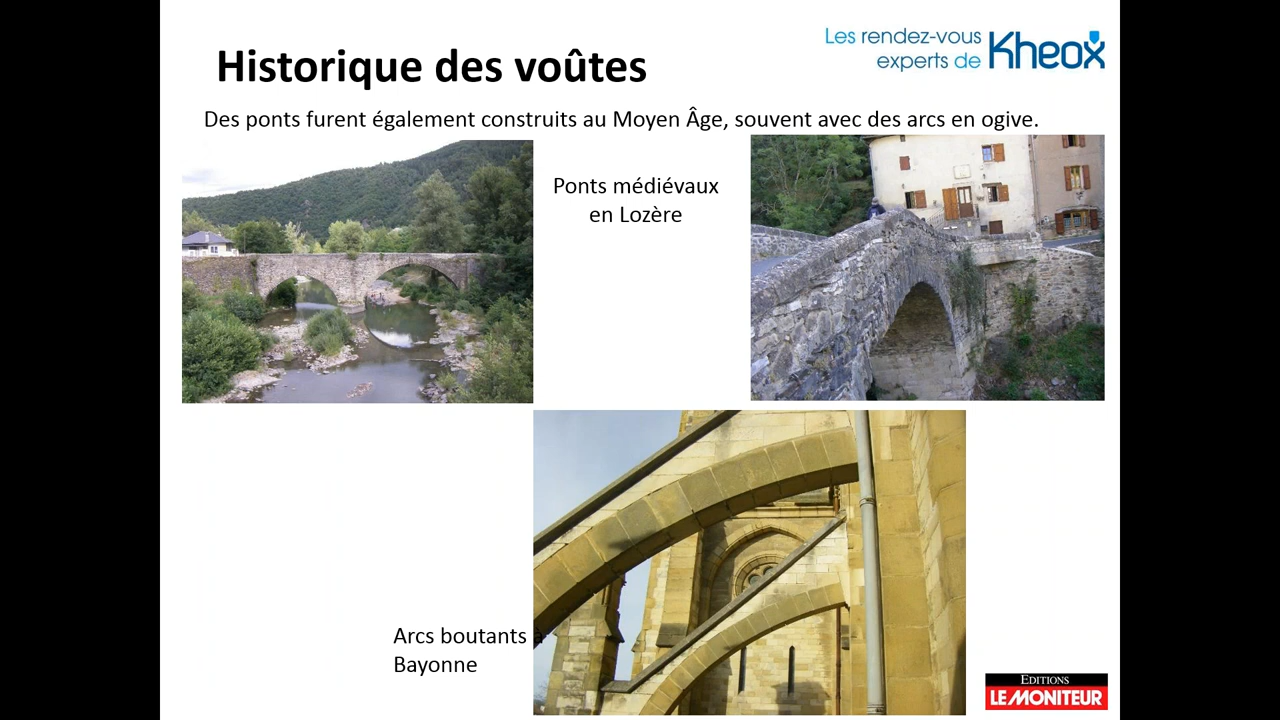 Les rendez-vous
experts de Kheox
Historique des voûtes
Des ponts furent également construits au Moyen Âge, souvent avec des arcs en ogive.
Ponts médiévaux
en Lozère
Arcs boutants à
Bayonne
EDITIONS
LE MONITEUR